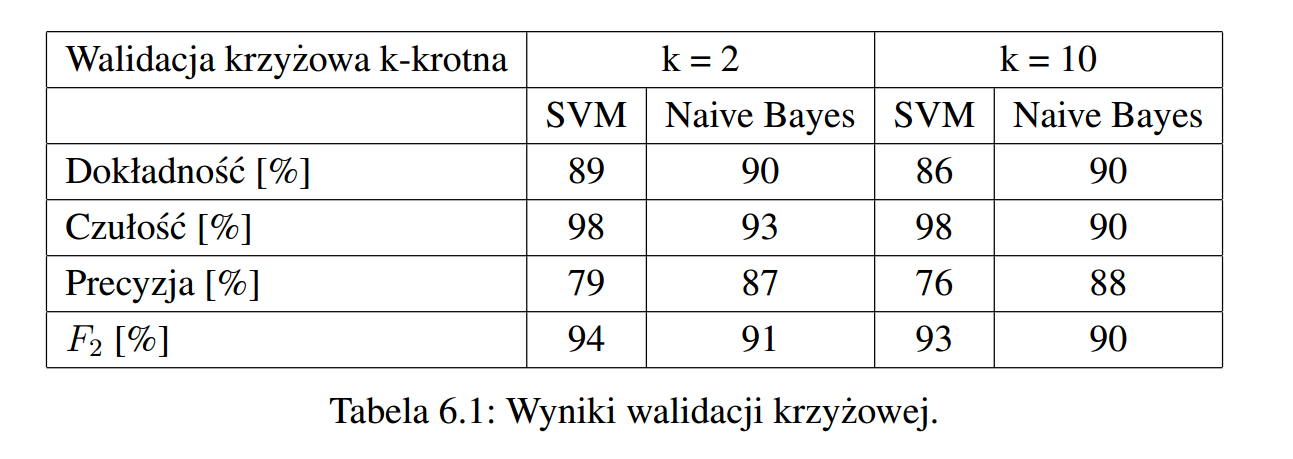 Walidacja krzyżowa k-krotna k = 2 k = 10
SVM Naive Bayes SVM Naive Bayes
Dokładność [%] 89 90 86 90
Czułość [%] 98 93 98 90
Precyzja [%] 79 87 76 88
F₂ [%] 94 91 93 90
Tabela 6.1: Wyniki walidacji krzyżowej.